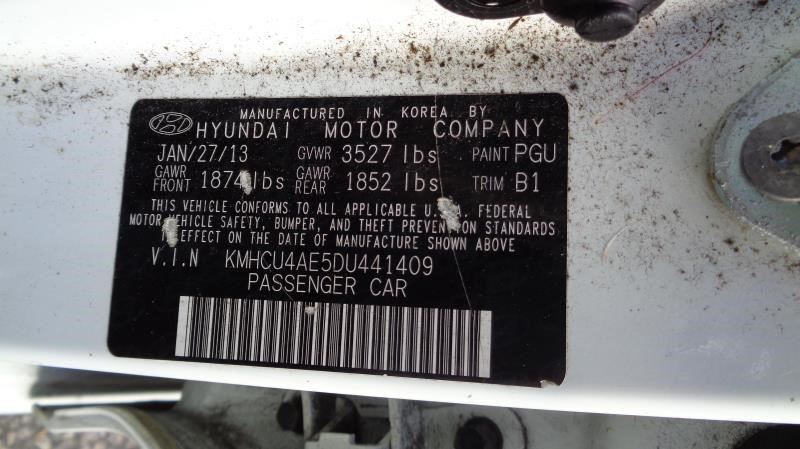 MANUFACTURED IN KOREA BY
HYUNDAI MOTOR COMPANY
JAN/27/13 GVWR 3527 lbs PAINT PGU
GAWR FRONT 1874 lbs GAWR REAR 1852 lbs TRIM B1
THIS VEHICLE CONFORMS TO ALL APPLICABLE U.S. FEDERAL
MOTOR VEHICLE SAFETY, BUMPER, AND THEFT PREVENTION STANDARDS
IN EFFECT ON THE DATE OF MANUFACTURE SHOWN ABOVE
V.I.N KMHCU4AE5DU441409
PASSENGER CAR